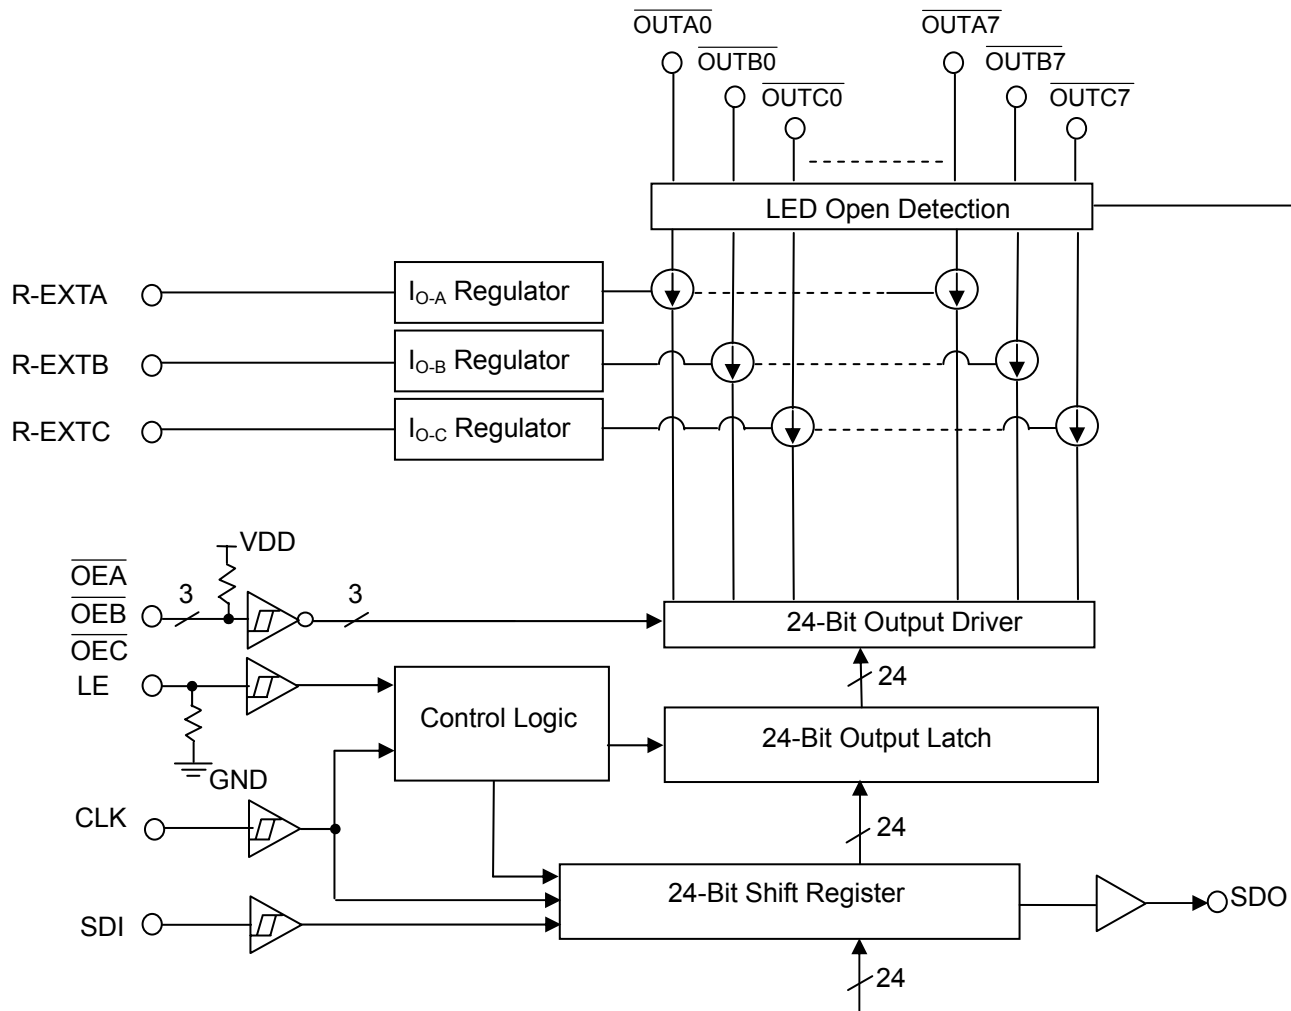 OUTA0
OUTA7
OUTB0
OUTB7
OUTC0
OUTC7
LED Open Detection
R-EXTA
IO-A Regulator
R-EXTB
IO-B Regulator
R-EXTC
IO-C Regulator
VDD
OEA
3
3
OEB
24-Bit Output Driver
OEC
LE
24
Control Logic
24-Bit Output Latch
GND
CLK
24
24-Bit Shift Register
SDO
SDI
24